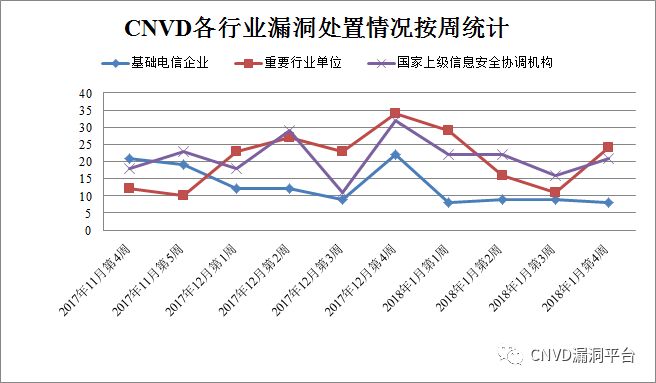 CNVD各行业漏洞处置情况按周统计
基础电信企业 重要行业单位 国家上级信息安全协调机构
40
35
30
25
20
15
10
5
0
2017年11月第4周
2017年11月第5周
2017年12月第1周
2017年12月第2周
2017年12月第3周
2017年12月第4周
2018年1月第1周
2018年1月第2周
2018年1月第3周
2018年1月第4周
CNVD漏洞平台